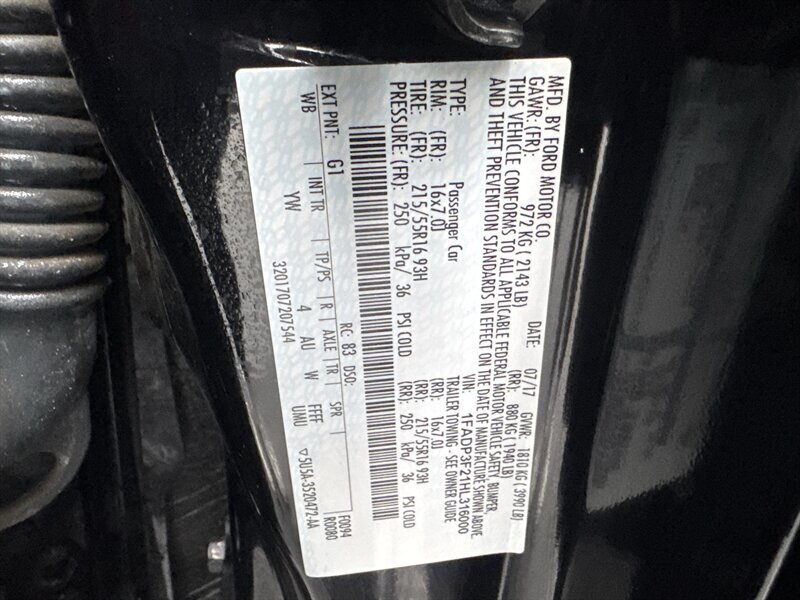 MFD. BY FORD MOTOR CO.
DATE: 07/17 GVWR: 1810 KG ( 3990 LB)
GAWR: (FR): 972 KG ( 2143 LB) (RR): 880 KG ( 1940 LB)
THIS VEHICLE CONFORMS TO ALL APPLICABLE FEDERAL MOTOR VEHICLE SAFETY, BUMPER,
AND THEFT PREVENTION STANDARDS IN EFFECT ON THE DATE OF MANUFACTURE SHOWN ABOVE.
VIN: 1FADP3F21HL316000
TYPE: Passenger Car TRAILER TOWING - SEE OWNER GUIDE
RIM: (FR): 16x7.0J (RR): 16x7.0J
TIRE: (FR): 215/55R16 93H (RR): 215/55R16 93H
PRESSURE: (FR): 250 kPa/ 36 PSI COLD (RR): 250 kPa/ 36 PSI COLD
RC: 83 DSO: F0094
EXT PNT: G1 R0080
WB | INT TR | TP/PS | R | AXLE | TR | SPR
YW 4 AU W FFFF
3201707207544 UMU ▽5U5A-3520472-AA